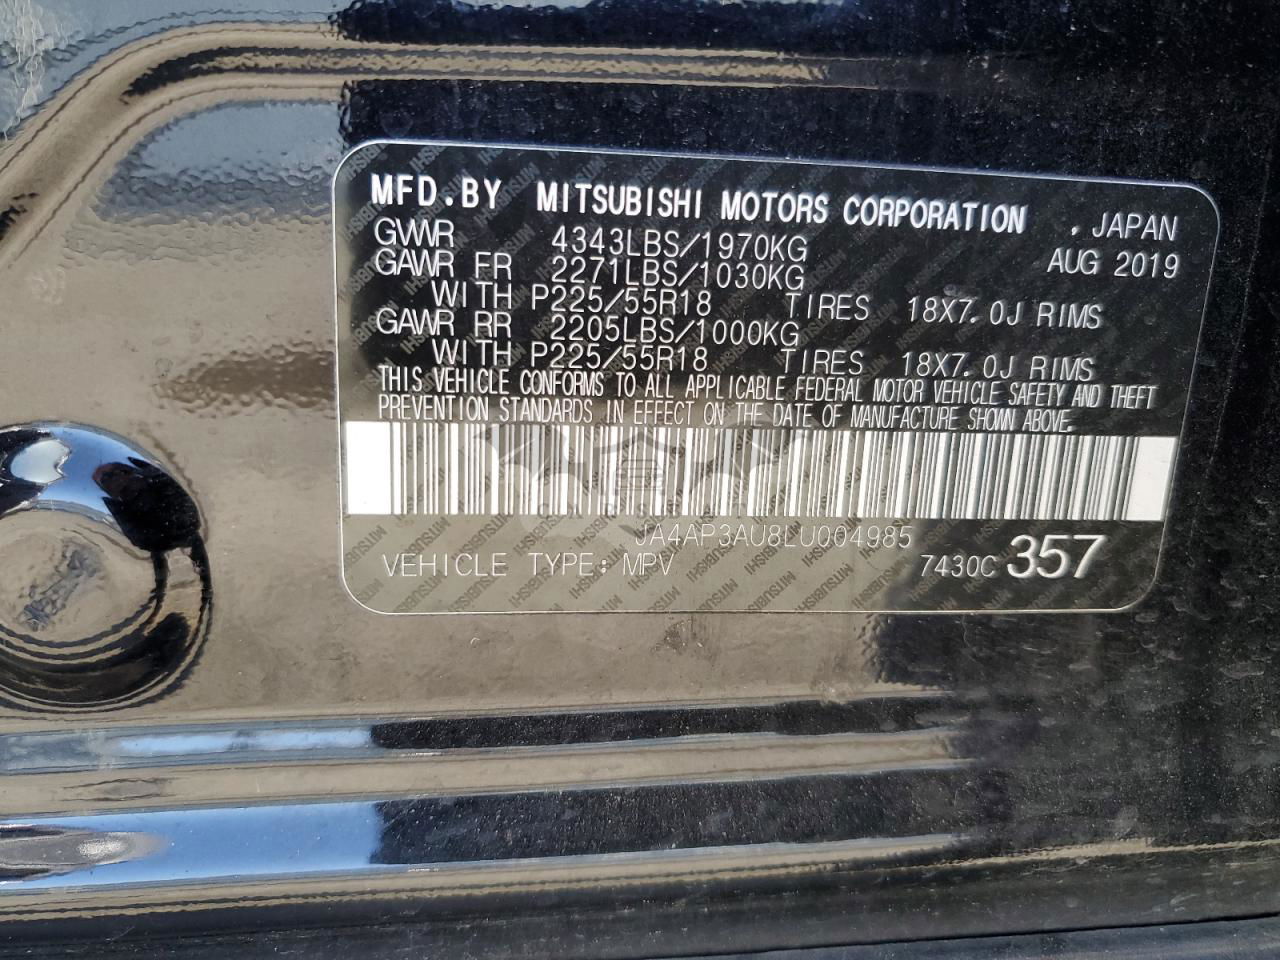 MFD.BY MITSUBISHI MOTORS CORPORATION , JAPAN
GVWR 4343LBS/1970KG AUG 2019
GAWR FR 2271LBS/1030KG
WITH P225/55R18 TIRES 18X7.0J RIMS
GAWR RR 2205LBS/1000KG
WITH P225/55R18 TIRES 18X7.0J RIMS
THIS VEHICLE CONFORMS TO ALL APPLICABLE FEDERAL MOTOR VEHICLE SAFETY AND THEFT
PREVENTION STANDARDS IN EFFECT ON THE DATE OF MANUFACTURE SHOWN ABOVE.
JA4AP3AU8LU004985
VEHICLE TYPE: MPV 7430C 357